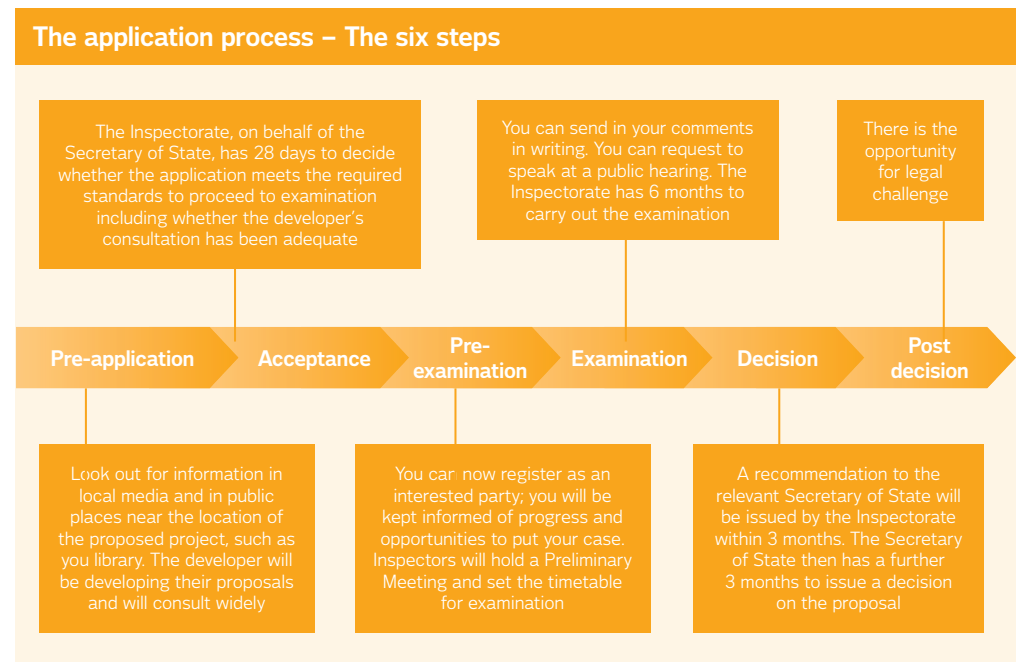 The application process – The six steps
The Inspectorate, on behalf of the
Secretary of State, has 28 days to decide
whether the application meets the required
standards to proceed to examination
including whether the developer's
consultation has been adequate
You can send in your comments
in writing. You can request to
speak at a public hearing. The
Inspectorate has 6 months to
carry out the examination
There is the
opportunity
for legal
challenge
Pre-application
Acceptance
Pre-
examination
Examination
Decision
Post
decision
Look out for information in
local media and in public
places near the location of
the proposed project, such as
you library. The developer will
be developing their proposals
and will consult widely
You can now register as an
interested party; you will be
kept informed of progress and
opportunities to put your case.
Inspectors will hold a Preliminary
Meeting and set the timetable
for examination
A recommendation to the
relevant Secretary of State will
be issued by the Inspectorate
within 3 months. The Secretary
of State then has a further
3 months to issue a decision
on the proposal